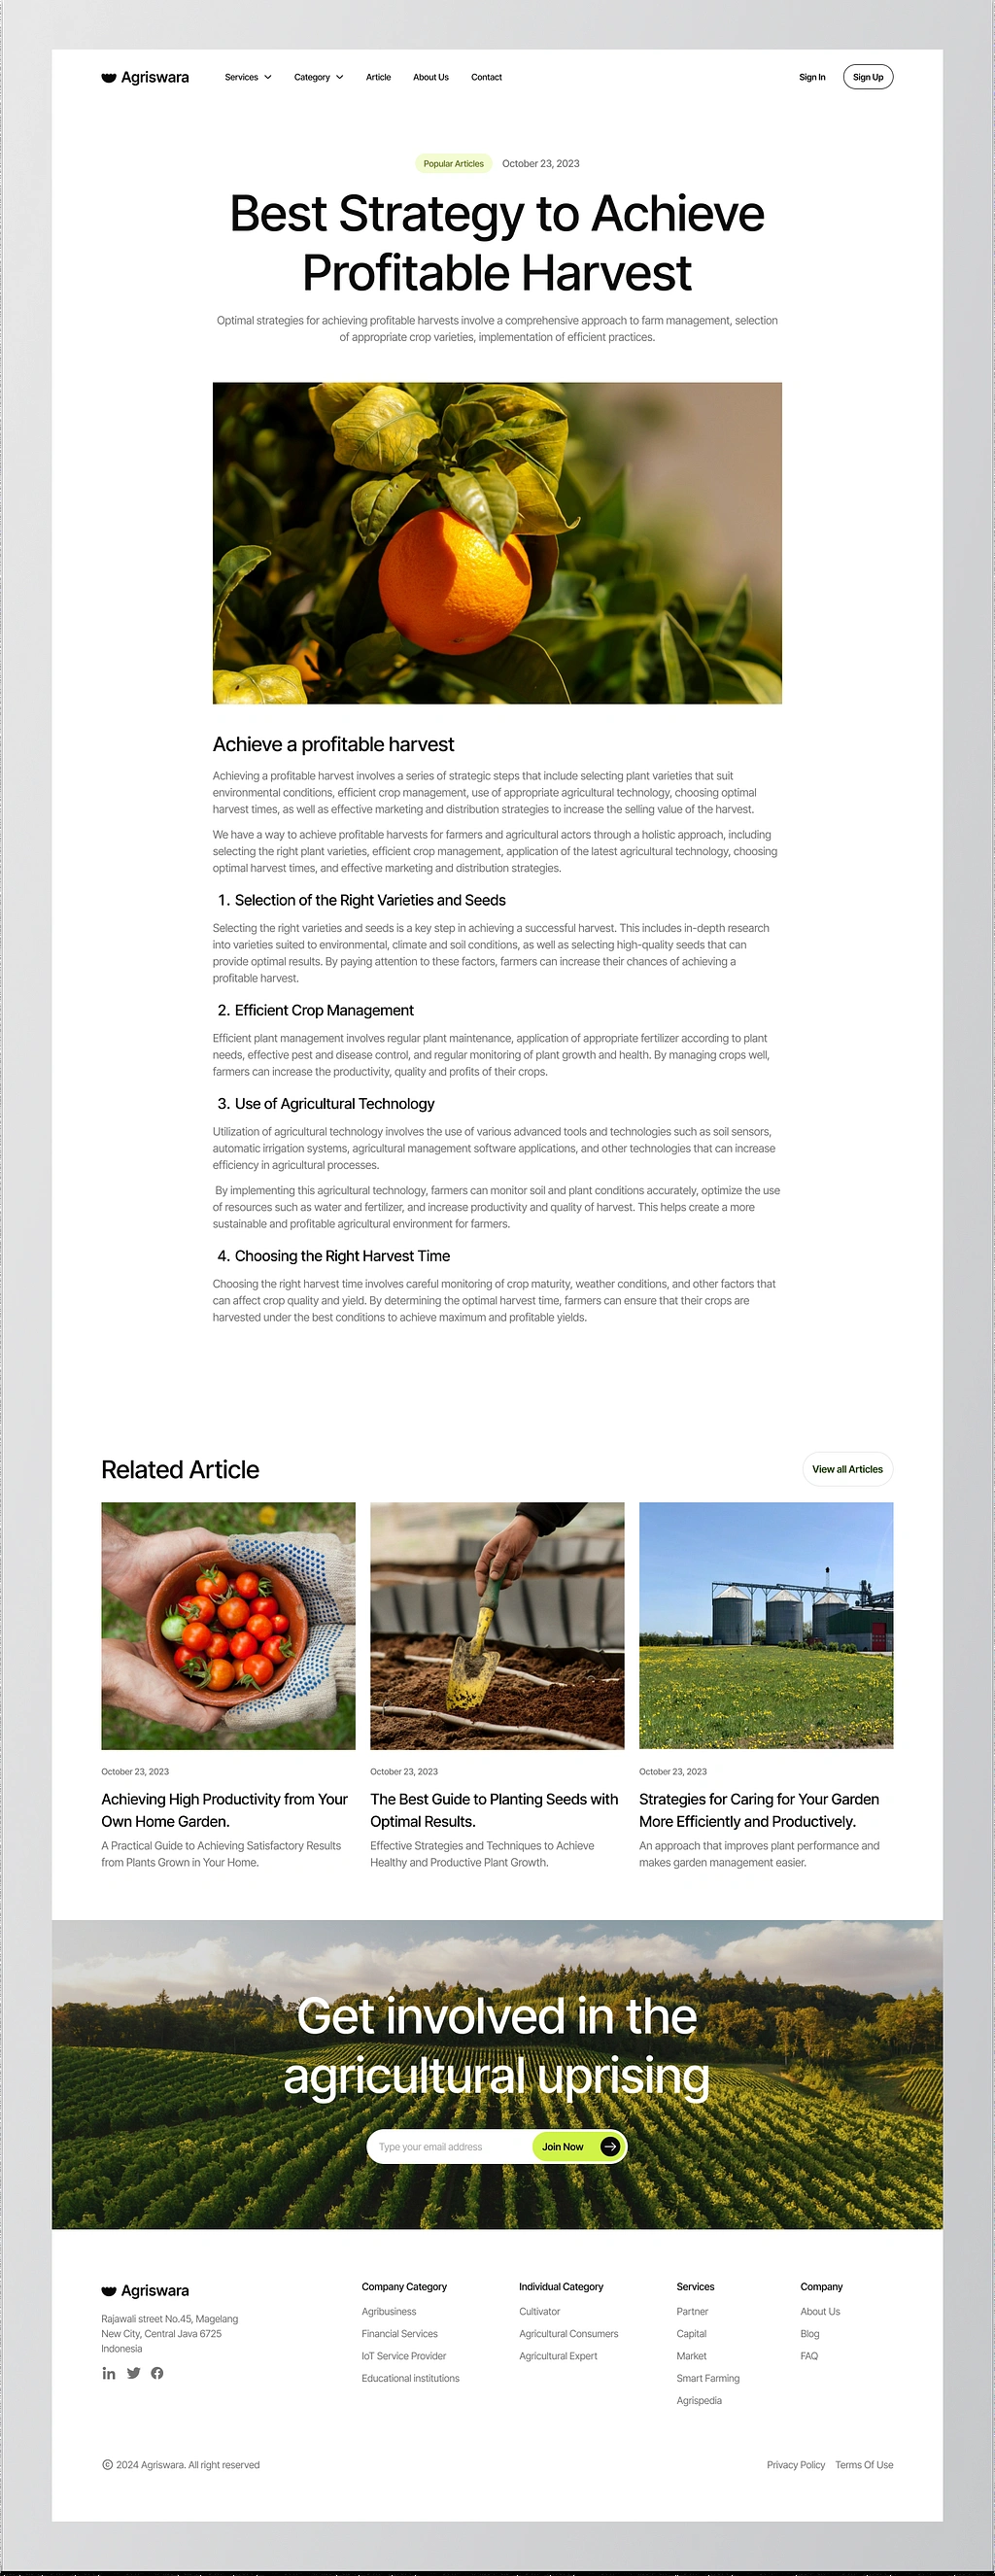 Agriswara
Services
Category
Article
About Us
Contact
Sign In
Sign Up
Popular Articles
October 23, 2023
Best Strategy to Achieve
Profitable Harvest
Optimal strategies for achieving profitable harvests involve a comprehensive approach to farm management, selection
of appropriate crop varieties, implementation of efficient practices.
Achieve a profitable harvest
Achieving a profitable harvest involves a series of strategic steps that include selecting plant varieties that suit
environmental conditions, efficient crop management, use of appropriate agricultural technology, choosing optimal
harvest times, as well as effective marketing and distribution strategies to increase the selling value of the harvest.
We have a way to achieve profitable harvests for farmers and agricultural actors through a holistic approach, including
selecting the right plant varieties, efficient crop management, application of the latest agricultural technology, choosing
optimal harvest times, and effective marketing and distribution strategies.
1. Selection of the Right Varieties and Seeds
Selecting the right varieties and seeds is a key step in achieving a successful harvest. This includes in-depth research
into varieties suited to environmental, climate and soil conditions, as well as selecting high-quality seeds that can
provide optimal results. By paying attention to these factors, farmers can increase their chances of achieving a
profitable harvest.
2. Efficient Crop Management
Efficient plant management involves regular plant maintenance, application of appropriate fertilizer according to plant
needs, effective pest and disease control, and regular monitoring of plant growth and health. By managing crops well,
farmers can increase the productivity, quality and profits of their crops.
3. Use of Agricultural Technology
Utilization of agricultural technology involves the use of various advanced tools and technologies such as soil sensors,
automatic irrigation systems, agricultural management software applications, and other technologies that can increase
efficiency in agricultural processes.
By implementing this agricultural technology, farmers can monitor soil and plant conditions accurately, optimize the use
of resources such as water and fertilizer, and increase productivity and quality of harvest. This helps create a more
sustainable and profitable agricultural environment for farmers.
4. Choosing the Right Harvest Time
Choosing the right harvest time involves careful monitoring of crop maturity, weather conditions, and other factors that
can affect crop quality and yield. By determining the optimal harvest time, farmers can ensure that their crops are
harvested under the best conditions to achieve maximum and profitable yields.
Related Article
View all Articles
October 23, 2023
Achieving High Productivity from Your
Own Home Garden.
A Practical Guide to Achieving Satisfactory Results
from Plants Grown in Your Home.
October 23, 2023
The Best Guide to Planting Seeds with
Optimal Results.
Effective Strategies and Techniques to Achieve
Healthy and Productive Plant Growth.
October 23, 2023
Strategies for Caring for Your Garden
More Efficiently and Productively.
An approach that improves plant performance and
makes garden management easier.
Get involved in the
agricultural uprising
Type your email address
Join Now
Agriswara
Rajawali street No.45, Magelang
New City, Central Java 6725
Indonesia
Company Category
Agribusiness
Financial Services
IoT Service Provider
Educational institutions
Individual Category
Cultivator
Agricultural Consumers
Agricultural Expert
Services
Partner
Capital
Market
Smart Farming
Agrispedia
Company
About Us
Blog
FAQ
© 2024 Agriswara. All right reserved
Privacy Policy
Terms Of Use